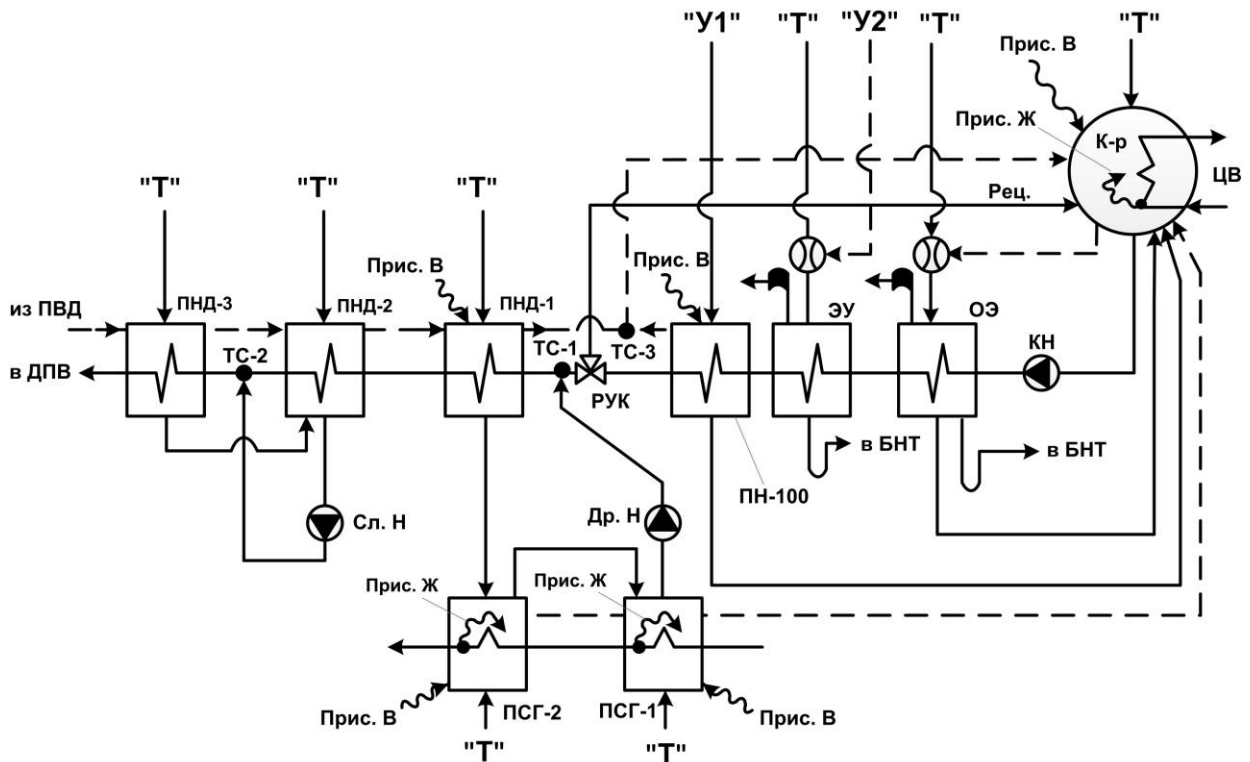 "У1"
"Т"
"У2"
"Т"
"Т"
Прис. В
Прис. Ж
К-р
ЦВ
"Т"
"Т"
"Т"
Рец.
Прис. В
Прис. В
из ПВД
ПНД-3
ПНД-2
ПНД-1
ЭУ
ОЭ
КН
ТС-2
ТС-1
ТС-3
в ДПВ
РУК
в БНТ
в БНТ
ПН-100
Сл. Н
Др. Н
Прис. Ж
Прис. Ж
Прис. В
ПСГ-2
ПСГ-1
Прис. В
"Т"
"Т"